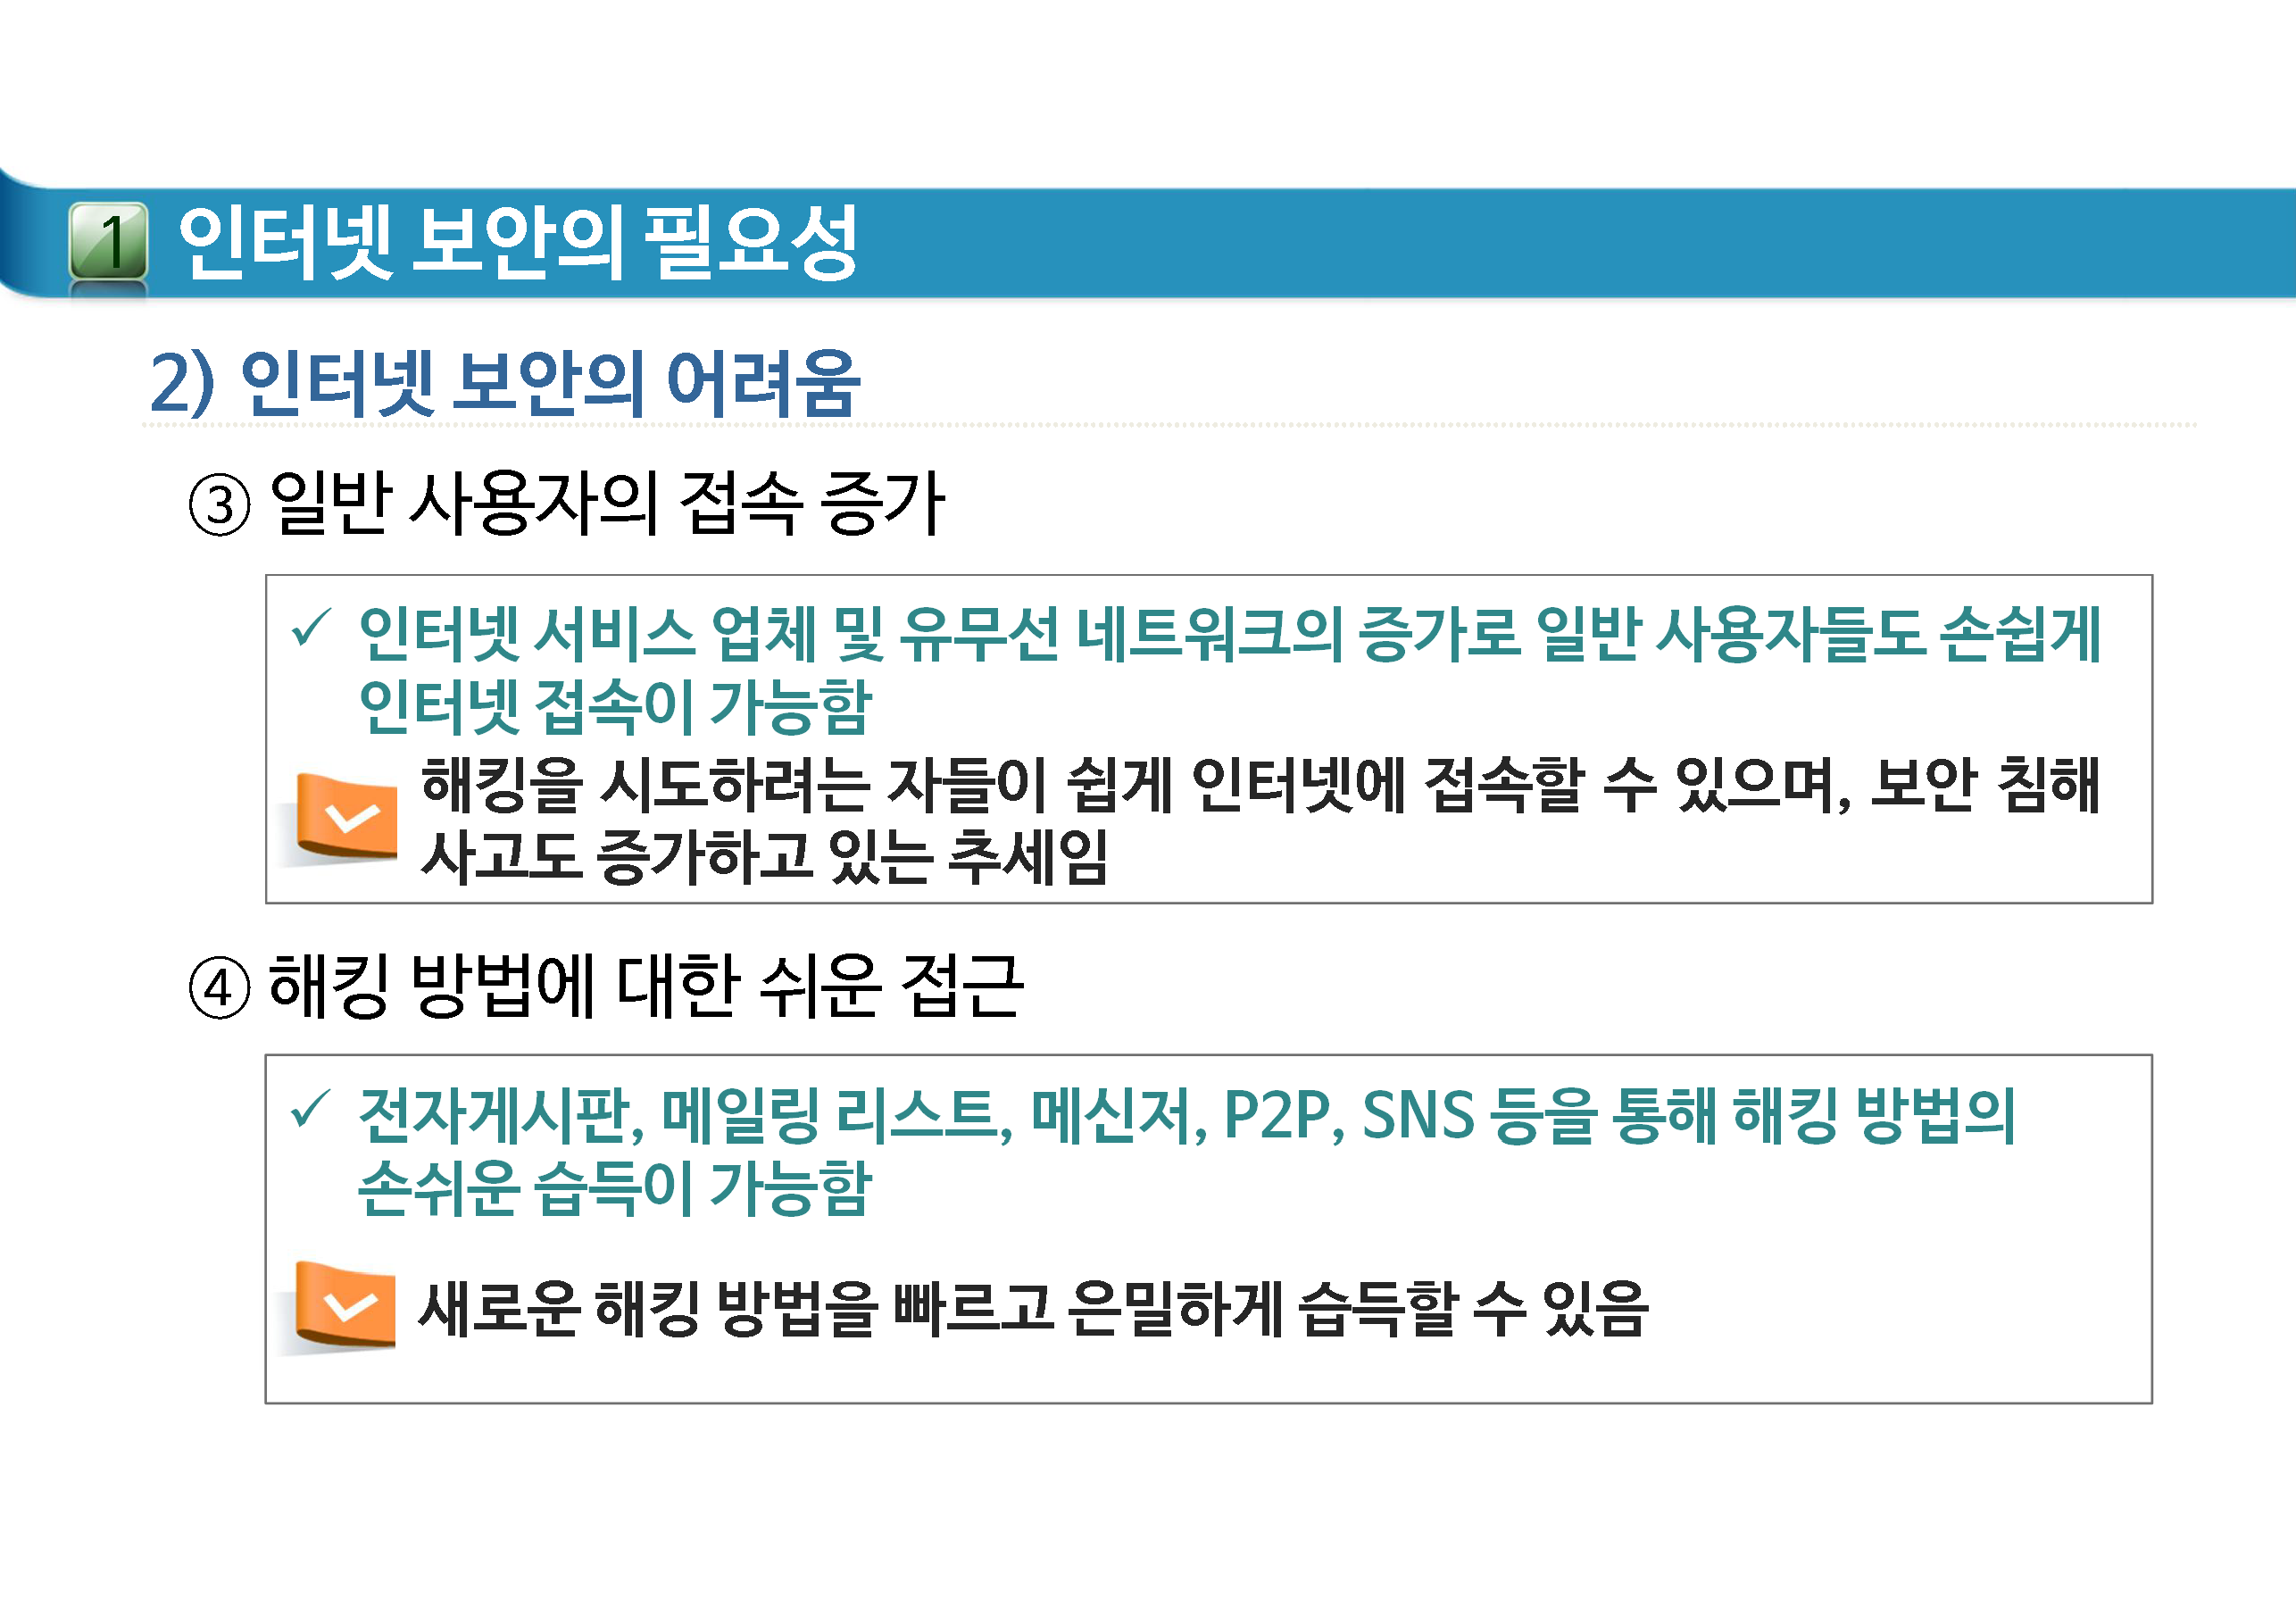 1 인터넷 보안의 필요성
2) 인터넷 보안의 어려움
③ 일반 사용자의 접속 증가
✓ 인터넷 서비스 업체 및 유무선 네트워크의 증가로 일반 사용자들도 손쉽게
인터넷 접속이 가능함
해킹을 시도하려는 자들이 쉽게 인터넷에 접속할 수 있으며, 보안 침해
사고도 증가하고 있는 추세임
④ 해킹 방법에 대한 쉬운 접근
✓ 전자게시판, 메일링 리스트, 메신저, P2P, SNS 등을 통해 해킹 방법의
손쉬운 습득이 가능함
새로운 해킹 방법을 빠르고 은밀하게 습득할 수 있음